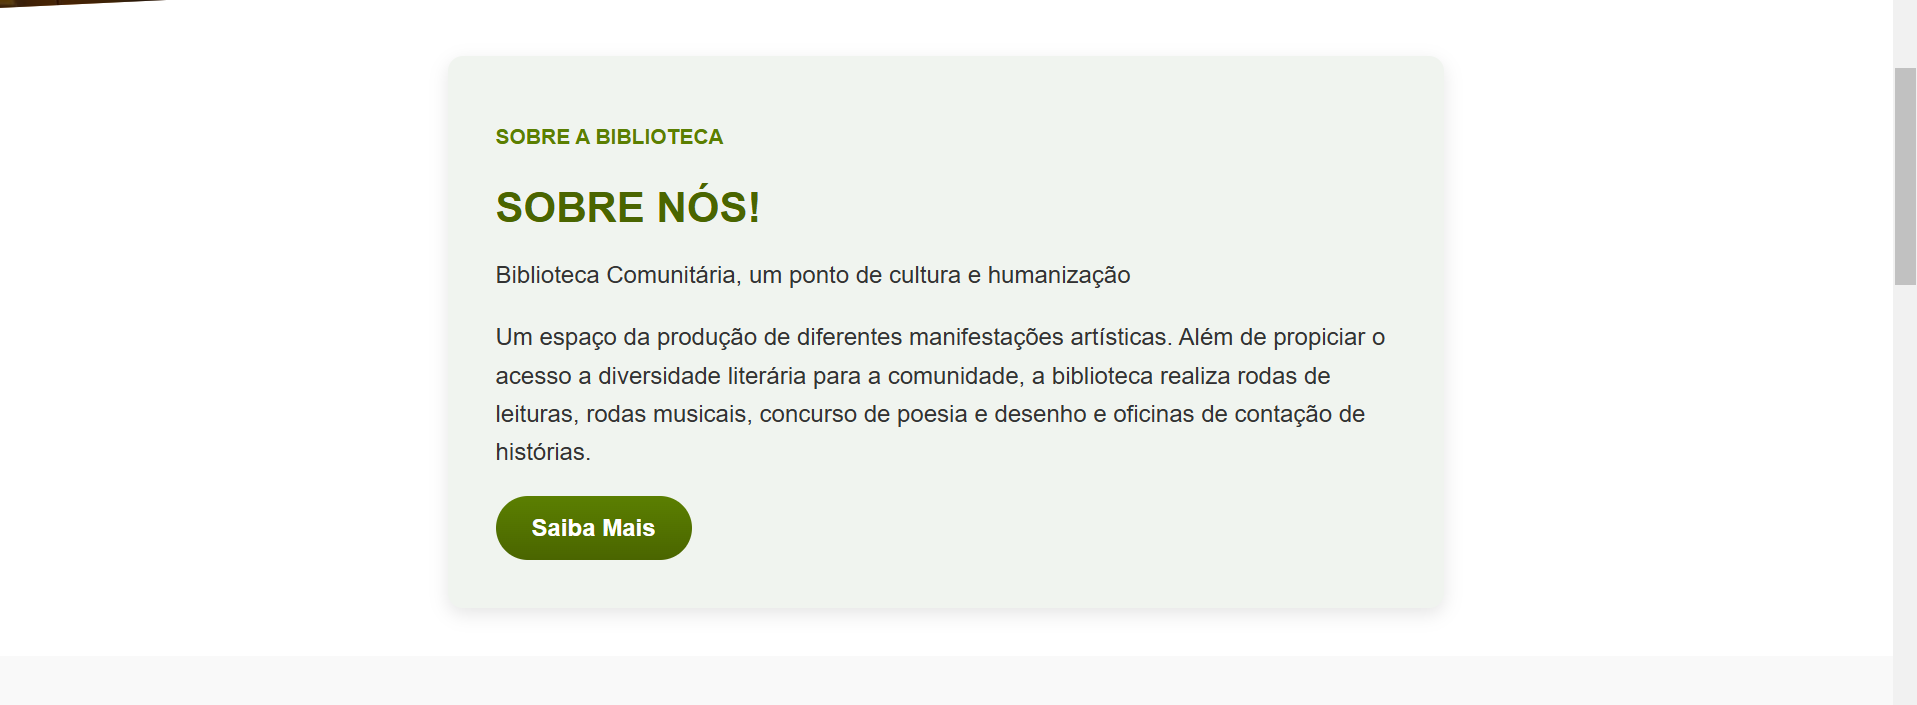 SOBRE A BIBLIOTECA
SOBRE NÓS!
Biblioteca Comunitária, um ponto de cultura e humanização
Um espaço da produção de diferentes manifestações artísticas. Além de propiciar o
acesso a diversidade literária para a comunidade, a biblioteca realiza rodas de
leituras, rodas musicais, concurso de poesia e desenho e oficinas de contação de
histórias.
Saiba Mais